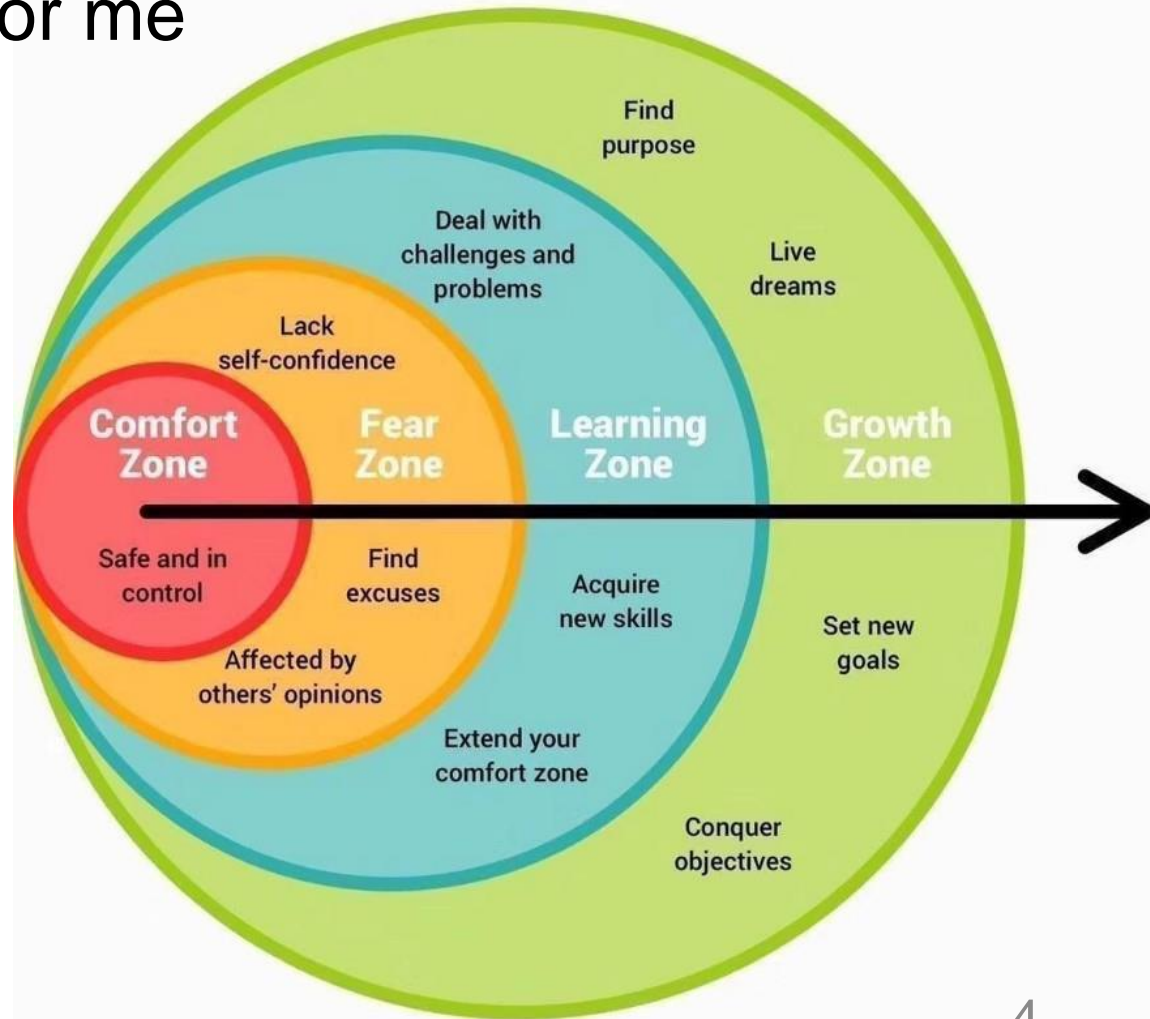 or me
Find
purpose
Deal with
challenges and
problems
Live
dreams
Lack
self-confidence
Comfort
Zone
Fear
Zone
Learning
Zone
Growth
Zone
Safe and in
control
Find
excuses
Acquire
new skills
Set new
goals
Affected by
others' opinions
Extend your
comfort zone
Conquer
objectives
4